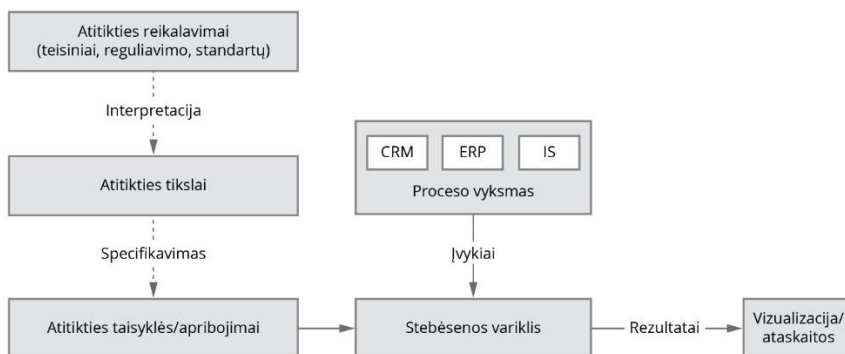 Atitikties reikalavimai
(teisiniai, reguliavimo, standartų)
Interpretacija
Atitikties tikslai
CRM
ERP
IS
Proceso vyksmas
Specifikavimas
Įvykiai
Atitikties taisyklės/apribojimai
Stebėsenos variklis
Rezultatai
Vizualizacija/
ataskaitos